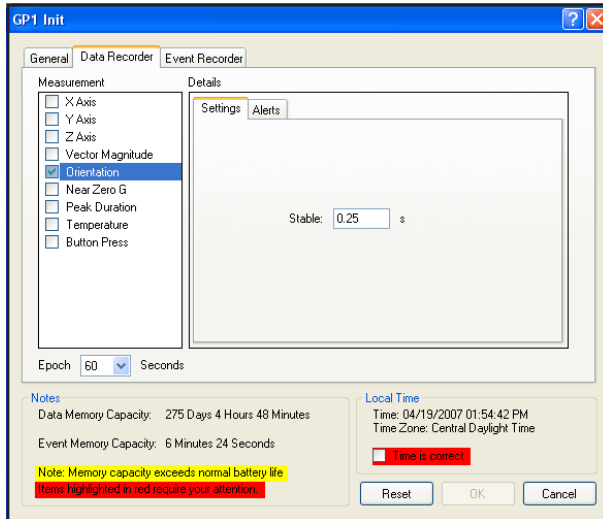 GP1 Init
General Data Recorder Event Recorder
Measurement
X Axis
Y Axis
Z Axis
Vector Magnitude
Orientation
Near Zero G
Peak Duration
Temperature
Button Press
Details
Settings Alerts
Stable: 0.25 s
Epoch 60 Seconds
Notes
Data Memory Capacity: 275 Days 4 Hours 48 Minutes
Event Memory Capacity: 6 Minutes 24 Seconds
Note: Memory capacity exceeds normal battery life
Items highlighted in red require your attention.
Local Time
Time: 04/19/2007 01:54:42 PM
Time Zone: Central Daylight Time
Time is correct
Reset OK Cancel